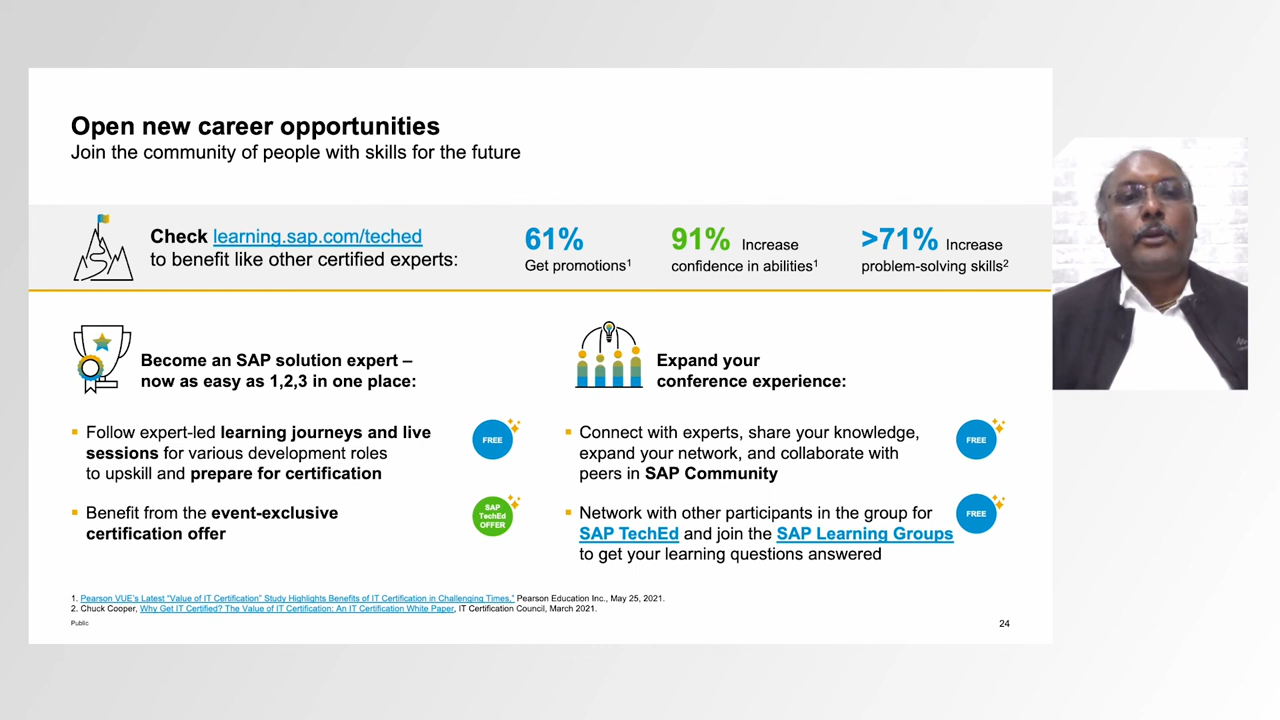 Open new career opportunities
Join the community of people with skills for the future
Check learning.sap.com/teched
to benefit like other certified experts:
61%
Get promotions¹
91% Increase
confidence in abilities¹
>71% Increase
problem-solving skills²
Become an SAP solution expert –
now as easy as 1,2,3 in one place:
Follow expert-led learning journeys and live
sessions for various development roles
to upskill and prepare for certification
FREE
Benefit from the event-exclusive
certification offer
SAP
TechEd
OFFER
Expand your
conference experience:
Connect with experts, share your knowledge,
expand your network, and collaborate with
peers in SAP Community
FREE
Network with other participants in the group for
SAP TechEd and join the SAP Learning Groups
to get your learning questions answered
FREE
1. Pearson VUE's Latest "Value of IT Certification" Study Highlights Benefits of IT Certification in Challenging Times," Pearson Education Inc., May 25, 2021.
2. Chuck Cooper, Why Get IT Certified? The Value of IT Certification: An IT Certification White Paper, IT Certification Council, March 2021.
Public
24